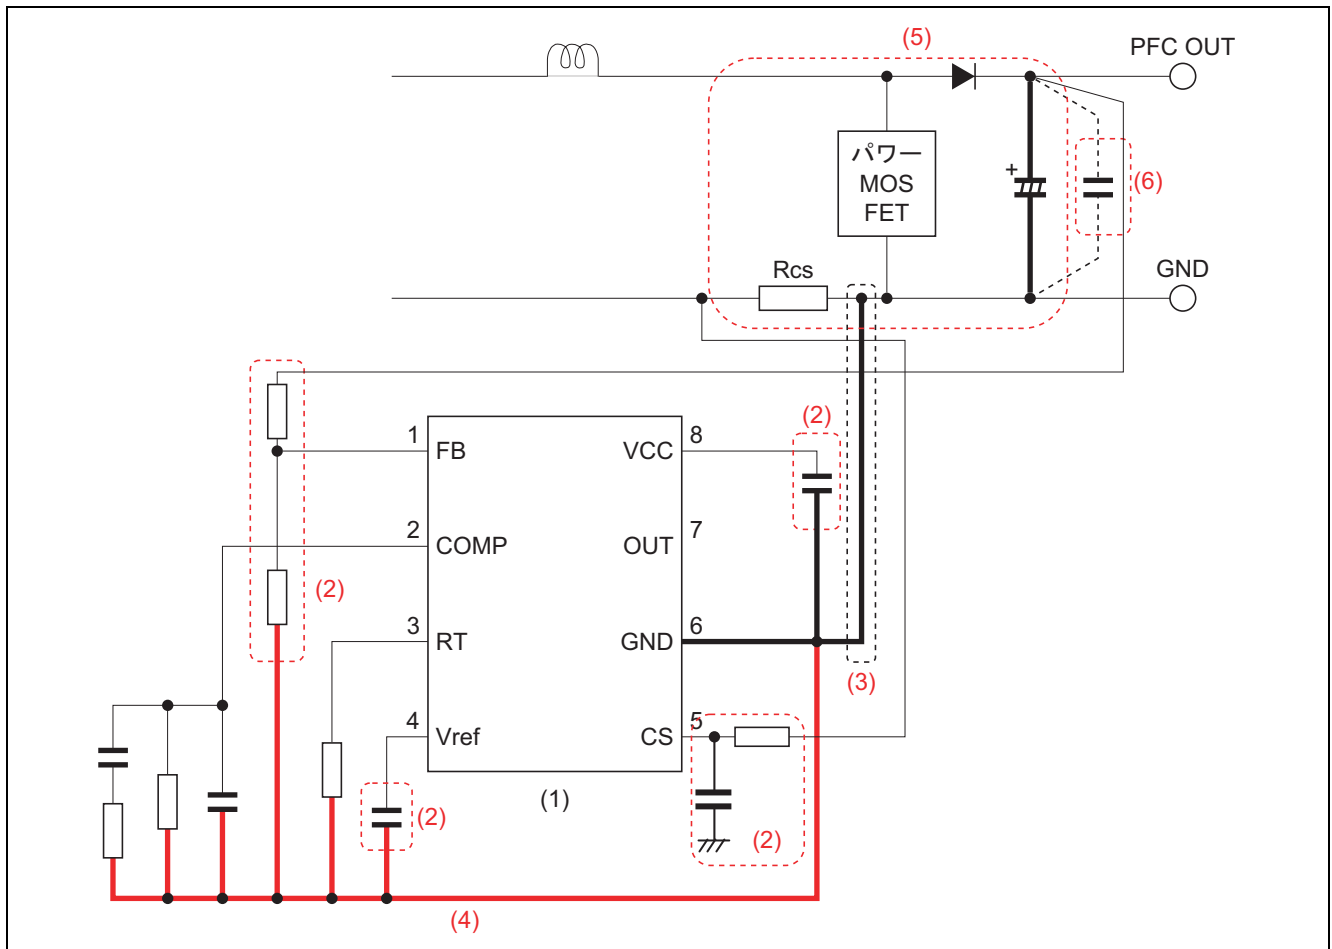 (5)
PFC OUT
パワー
MOS
FET
+
(6)
Rcs
GND
(2)
1
FB
VCC
8
2
COMP
OUT
7
(2)
3
RT
GND
6
(3)
4
Vref
CS
5
(1)
(2)
(2)
(4)